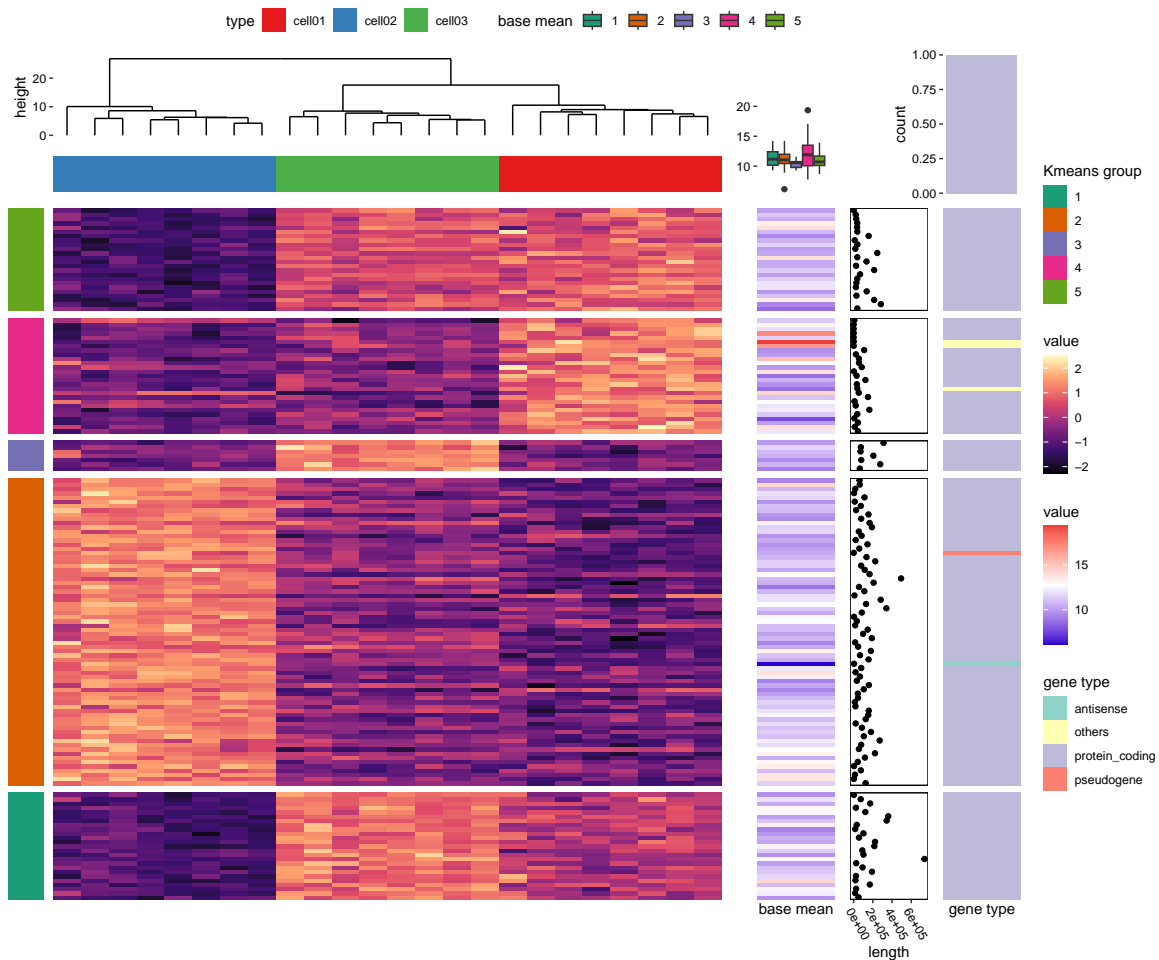 type cell01 cell02 cell03 base mean 1 2 3 4 5
height
20
10
0
20
15
10
count
1.00
0.75
0.50
0.25
0.00
Kmeans group
1
2
3
4
5
value
2
1
0
−1
−2
value
15
10
gene type
antisense
others
protein_coding
pseudogene
base mean
0e+00
2e+05
4e+05
6e+05
length
gene type